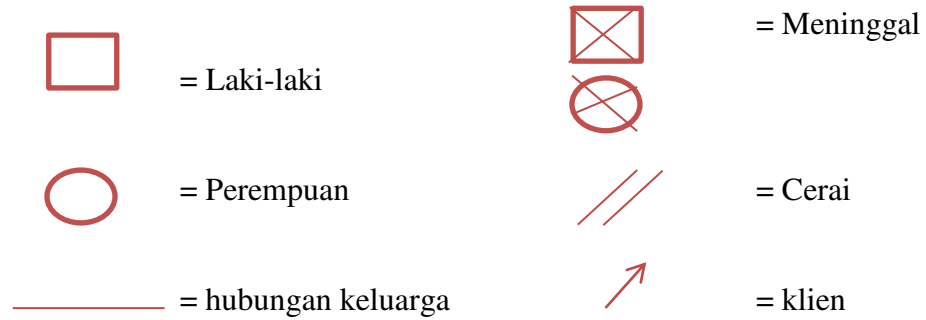 = Laki-laki
= Perempuan
= hubungan keluarga
= Meninggal
= Cerai
= klien